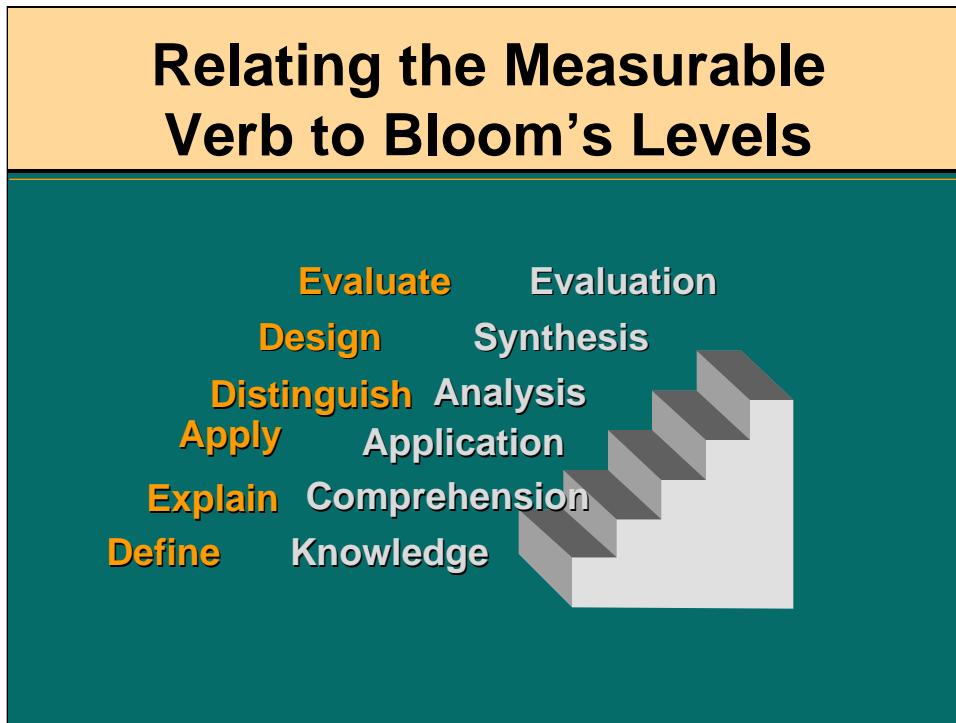 Relating the Measurable
Verb to Bloom’s Levels
Evaluate Evaluation
Design Synthesis
Distinguish Analysis
Apply Application
Explain Comprehension
Define Knowledge